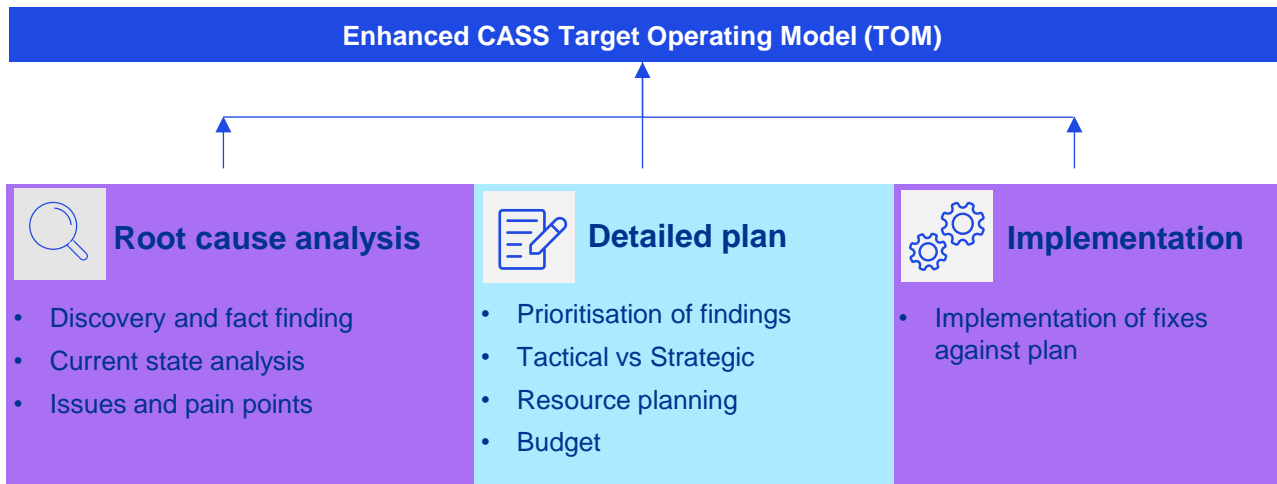 Enhanced CASS Target Operating Model (TOM)
Root cause analysis
• Discovery and fact finding
• Current state analysis
• Issues and pain points
Detailed plan
• Prioritisation of findings
• Tactical vs Strategic
• Resource planning
• Budget
Implementation
• Implementation of fixes
against plan